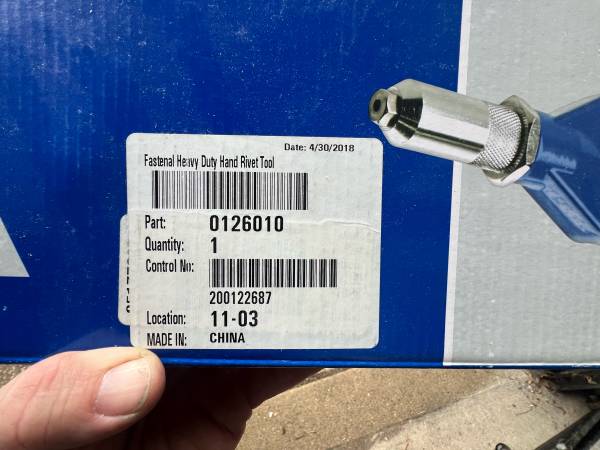 Date: 4/30/2018
Fastenal Heavy Duty Hand Rivet Tool
Part: 0126010
Quantity: 1
Control No:
200122687
Location: 11-03
MADE IN: CHINA